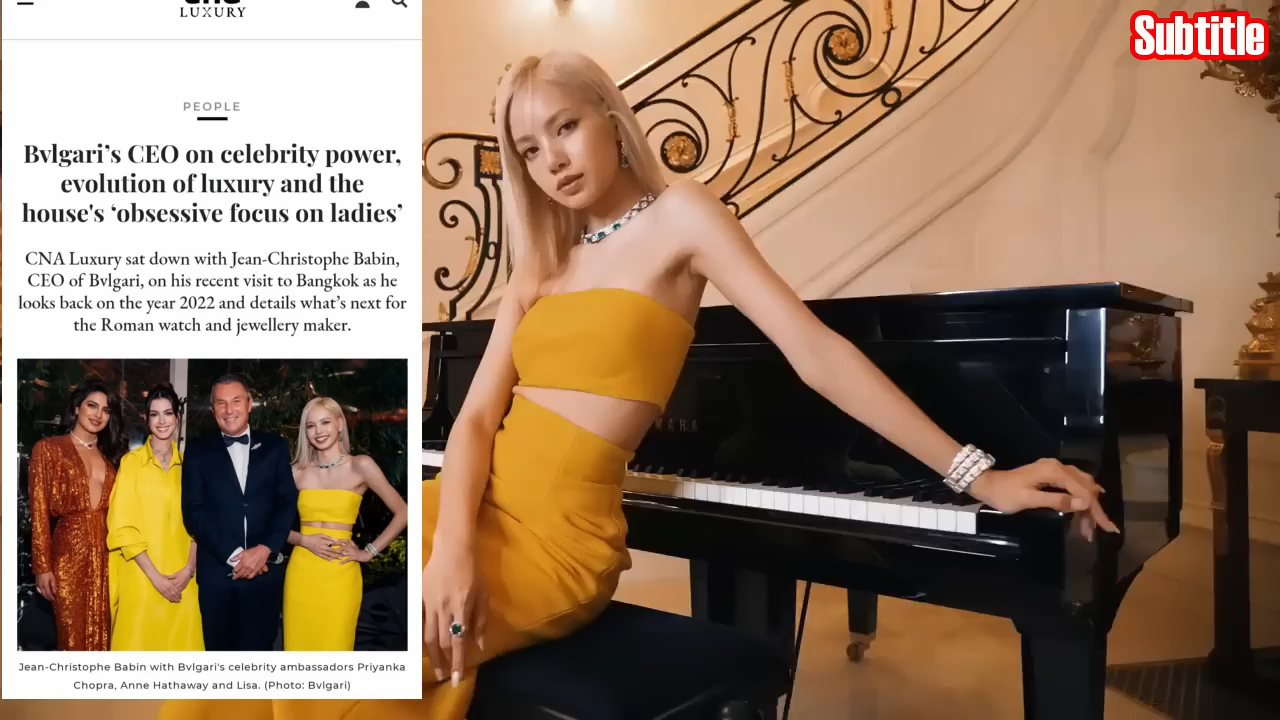 CNA
LUXURY
Subtitle
PEOPLE
Bvlgari’s CEO on celebrity power,
evolution of luxury and the
house's ‘obsessive focus on ladies’
CNA Luxury sat down with Jean-Christophe Babin,
CEO of Bvlgari, on his recent visit to Bangkok as he
looks back on the year 2022 and details what’s next for
the Roman watch and jewellery maker.
Jean-Christophe Babin with Bvlgari's celebrity ambassadors Priyanka
Chopra, Anne Hathaway and Lisa. (Photo: Bvlgari)